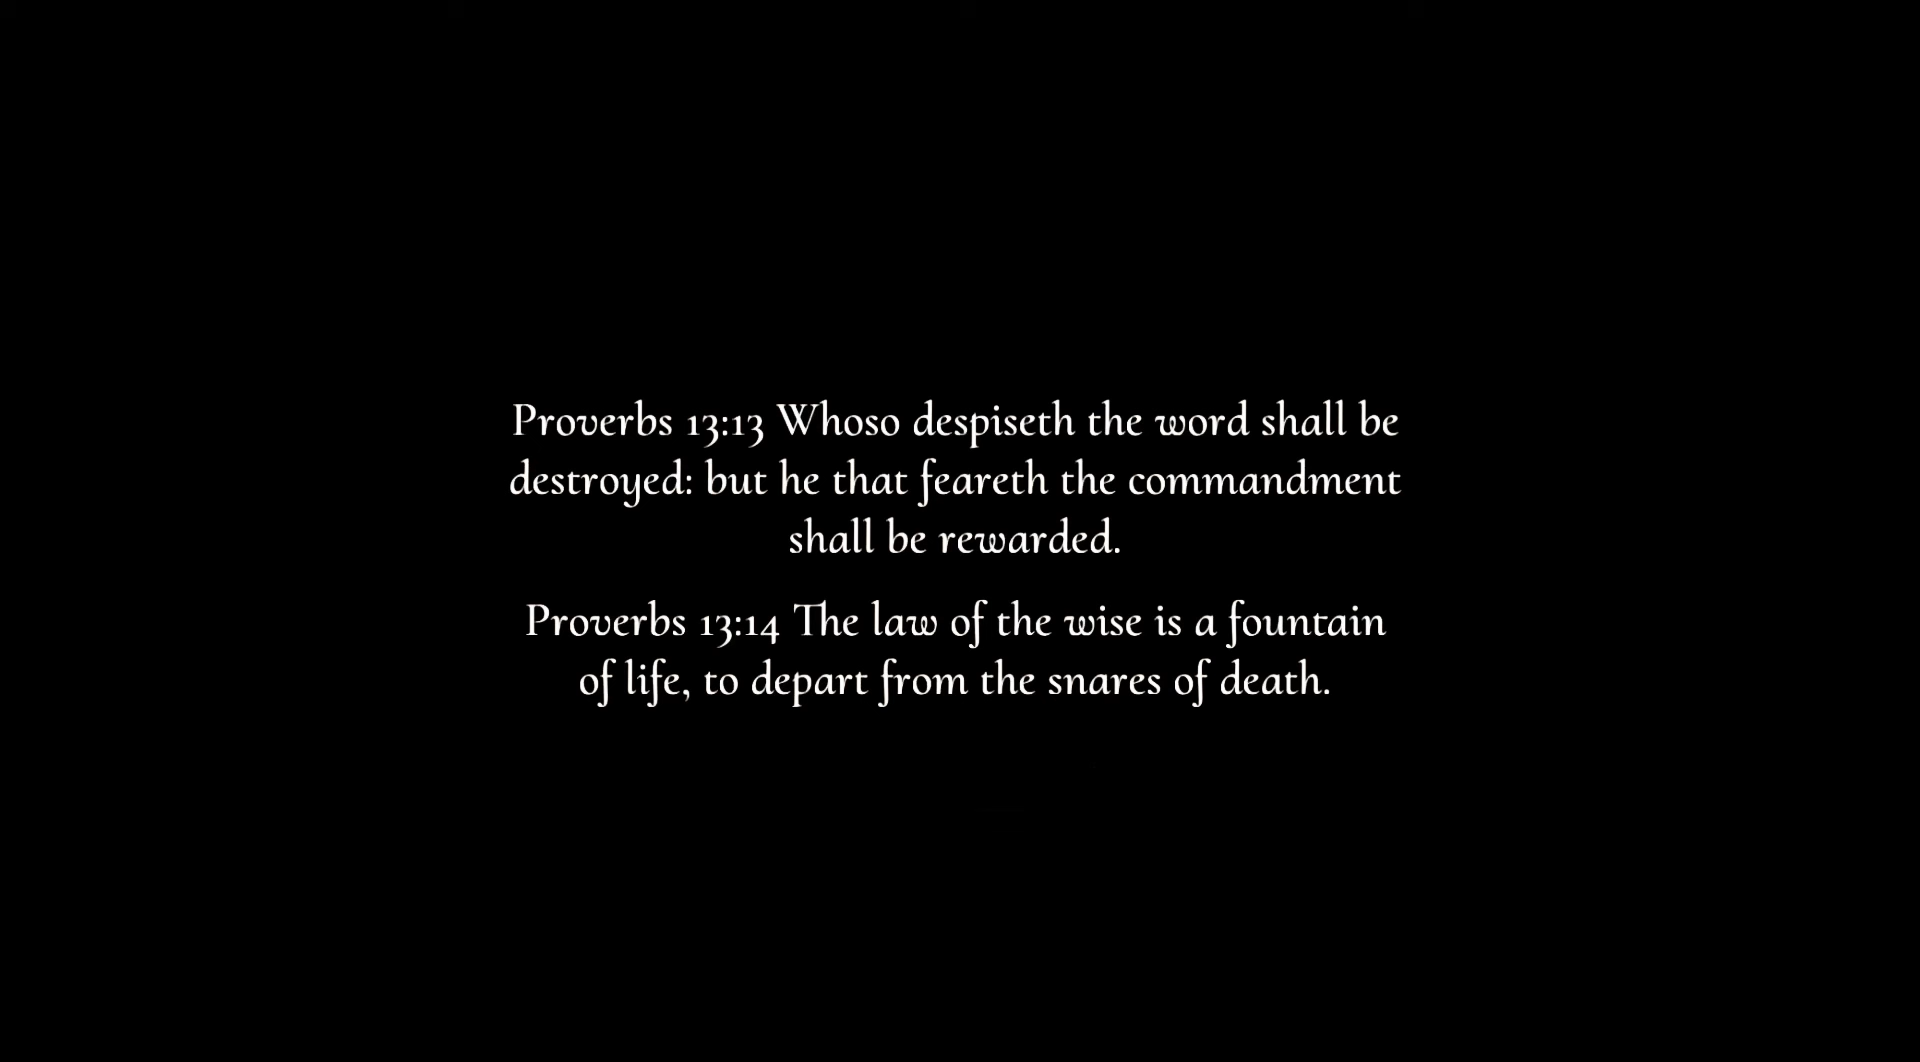 Proverbs 13:13 Whoso despiseth the word shall be
destroyed: but he that feareth the commandment
shall be rewarded.
Proverbs 13:14 The law of the wise is a fountain
of life, to depart from the snares of death.